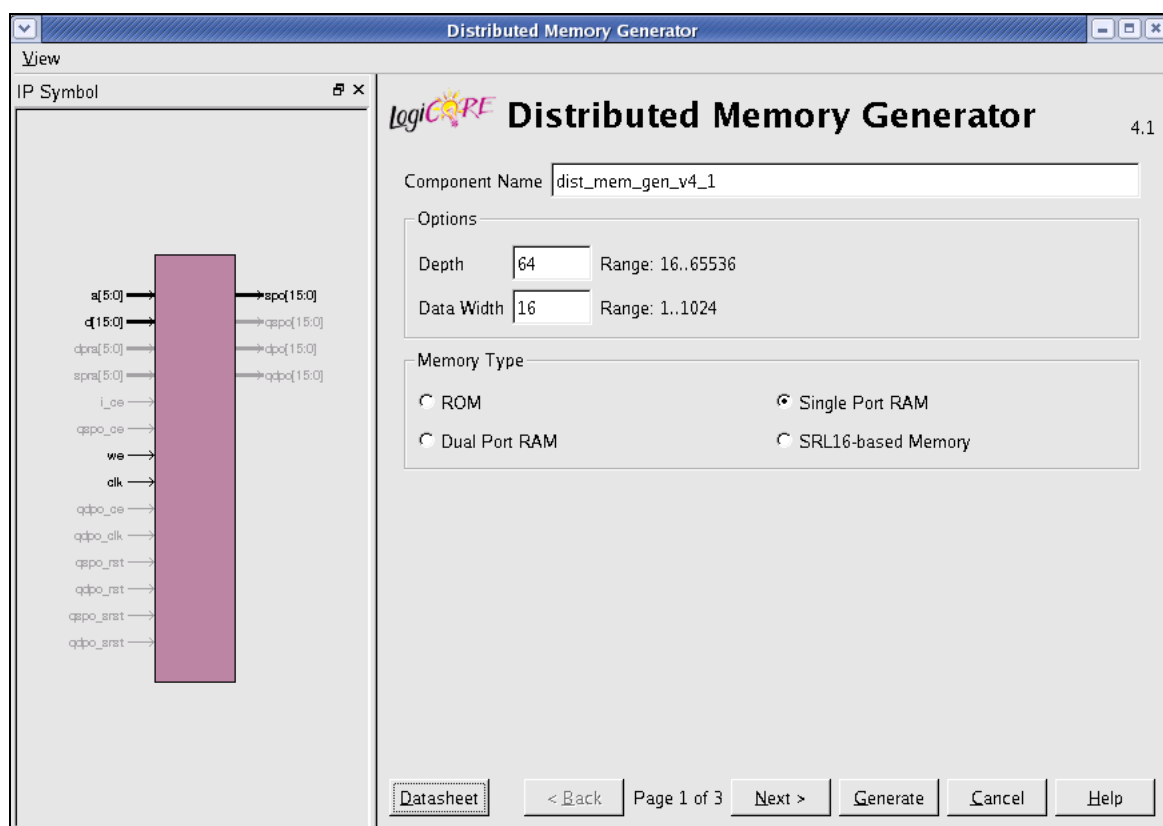 Distributed Memory Generator
View
IP Symbol
a[5:0]
d[15:0]
dpra[5:0]
spra[5:0]
i_ce
qspo_ce
we
clk
qdpo_ce
qdpo_clk
qspo_rst
qdpo_rst
qspo_srst
qdpo_srst
spo[15:0]
qspo[15:0]
dpo[15:0]
qdpo[15:0]
LogiCORE Distributed Memory Generator 4.1
Component Name dist_mem_gen_v4_1
Options
Depth 64 Range: 16..65536
Data Width 16 Range: 1..1024
Memory Type
ROM Single Port RAM
Dual Port RAM SRL16-based Memory
Datasheet < Back Page 1 of 3 Next > Generate Cancel Help